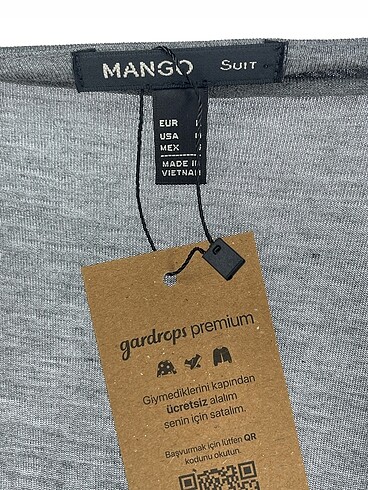 MANGO SUIT
EUR
USA
MEX
MADE IN
VIETNAM
gardrops premium
Giymediklerini kapından
ücretsiz alalım
senin için satalım.
Başvurmak için lütfen QR
kodunu okutun.